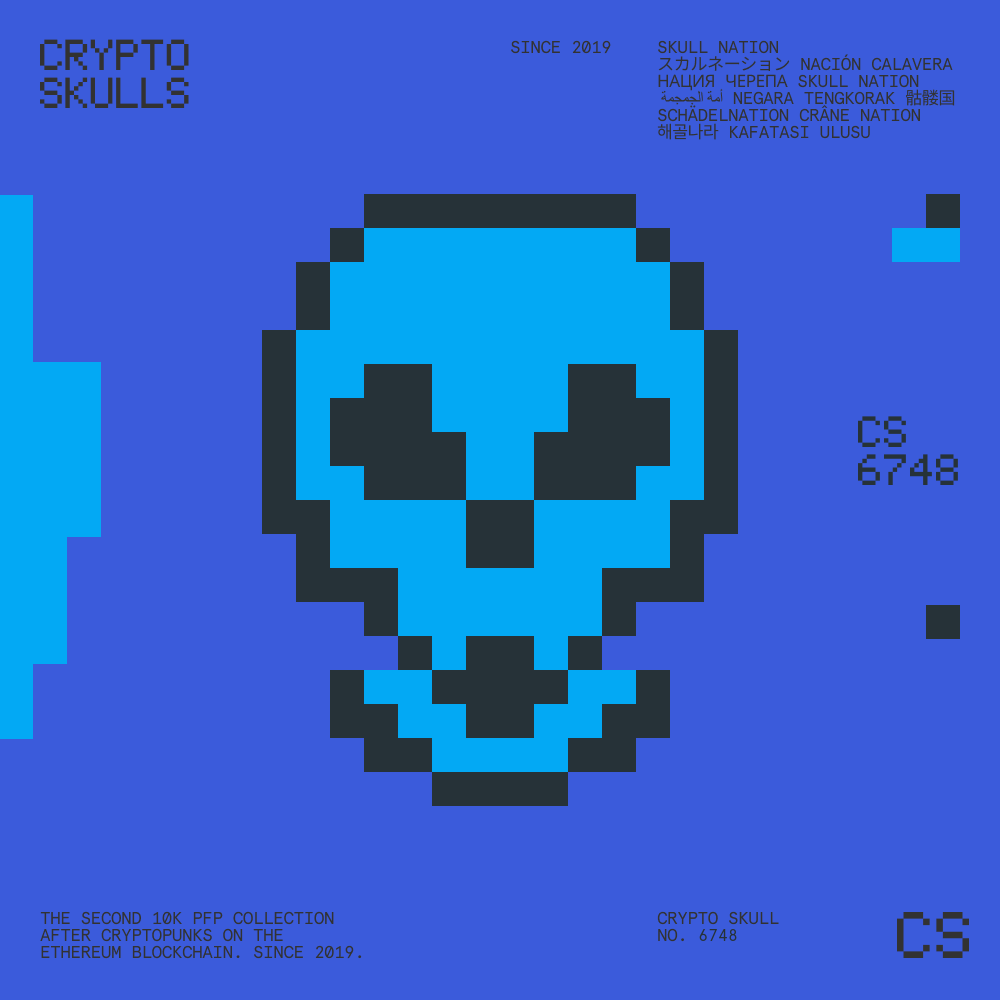 CRYPTO
SKULLS
SINCE 2019
SKULL NATION
スカルネーション NACIÓN CALAVERA
НАЦИЯ ЧЕРЕПА SKULL NATION
أمة الجمجمة NEGARA TENGKORAK 骷髅国
SCHÄDELNATION CRÂNE NATION
해골나라 KAFATASI ULUSU
CS
6748
THE SECOND 10K PFP COLLECTION
AFTER CRYPTOPUNKS ON THE
ETHEREUM BLOCKCHAIN. SINCE 2019.
CRYPTO SKULL
NO. 6748
CS